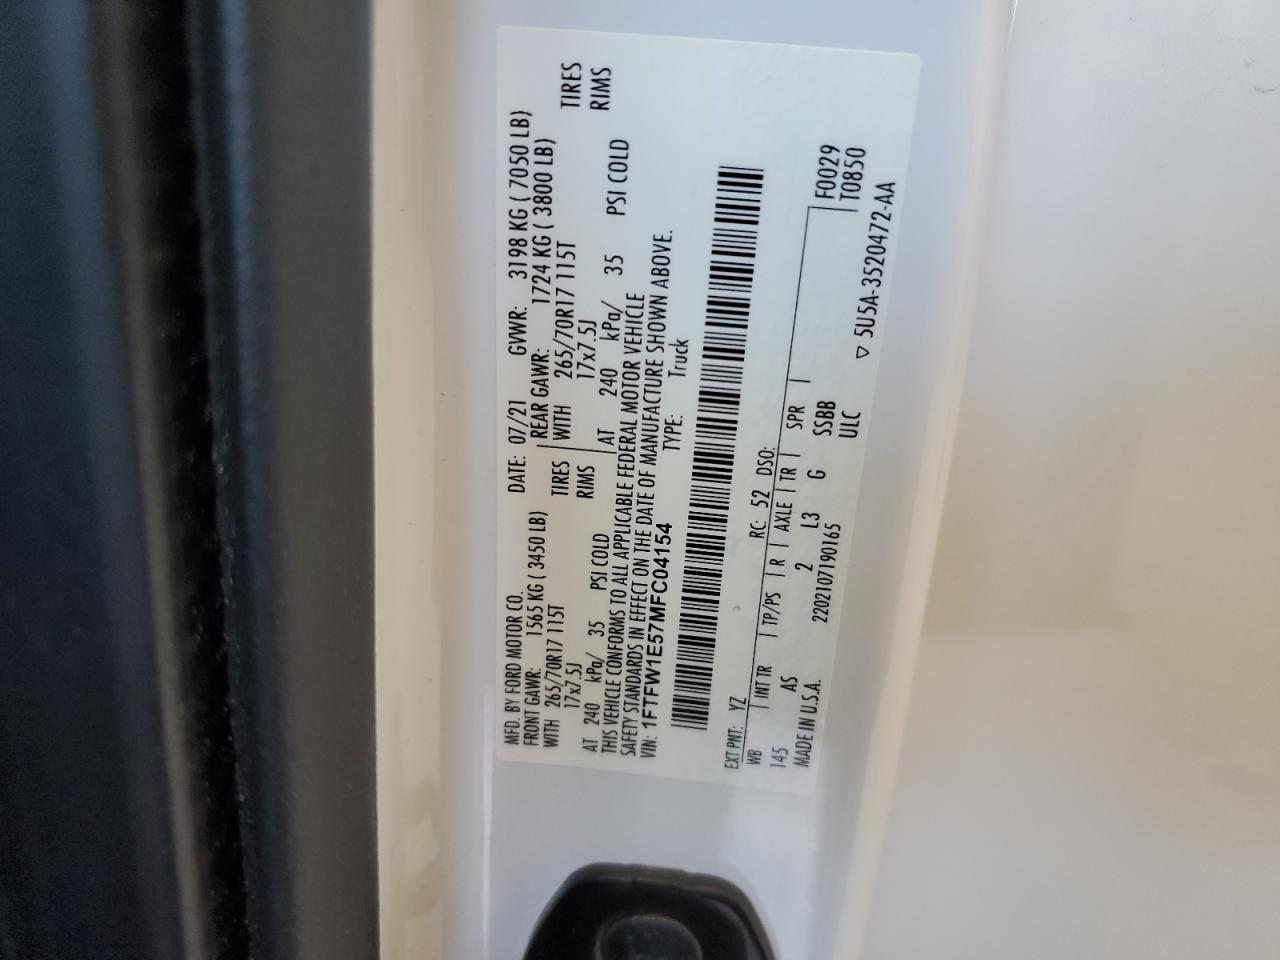 MFD. BY FORD MOTOR CO. DATE: 07/21 GVWR: 3198 KG ( 7050 LB)
FRONT GAWR: 1565 KG ( 3450 LB) REAR GAWR: 1724 KG ( 3800 LB)
WITH 265/70R17 115T TIRES WITH 265/70R17 115T TIRES
17x7.5J RIMS 17x7.5J RIMS
AT 240 kPa/ 35 PSI COLD AT 240 kPa/ 35 PSI COLD
THIS VEHICLE CONFORMS TO ALL APPLICABLE FEDERAL MOTOR VEHICLE
SAFETY STANDARDS IN EFFECT ON THE DATE OF MANUFACTURE SHOWN ABOVE.
VIN: 1FTFW1E57MFC04154 TYPE: Truck
EXT PNT: YZ RC: 52 DSO:
WB INT TR TP/PS R AXLE TR SPR F0029
145 AS 2 L3 G SSBB T0850
MADE IN U.S.A. 2202107190165 ULC ▽ 5U5A-3520472-AA